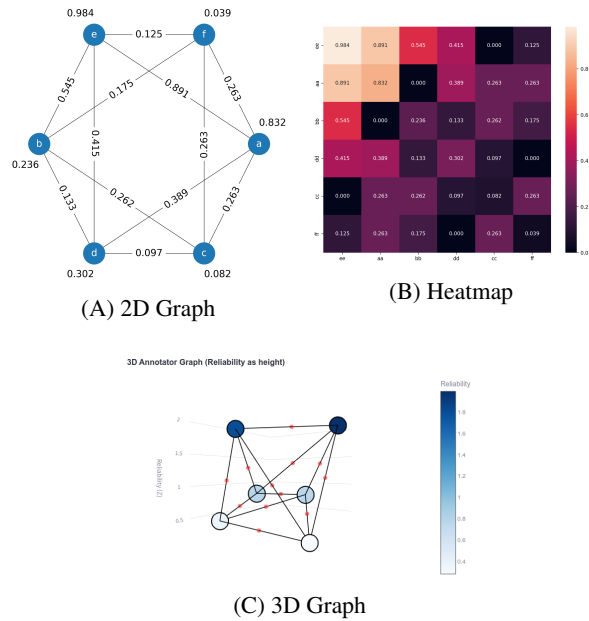 0.984
0.039
e
0.125
f
0.545
0.175
0.891
0.263
0.832
0.415
0.293
b
a
0.236
0.133
0.262
0.389
0.263
d
0.097
c
0.302
0.082
(A) 2D Graph
ee 0.984 0.891 0.545 0.415 0.000 0.125
aa 0.891 0.832 0.000 0.389 0.263 0.263
bb 0.545 0.000 0.236 0.133 0.262 0.175
dd 0.415 0.389 0.133 0.302 0.097 0.000
cc 0.000 0.263 0.262 0.097 0.082 0.263
ff 0.125 0.263 0.175 0.000 0.263 0.039
ee aa bb dd cc ff
0.8
0.6
0.4
0.2
0.0
(B) Heatmap
3D Annotator Graph (Reliability as height)
Reliability (Z)
2
1.5
1
0.5
Reliability
1.8
1.6
1.4
1.2
1
0.8
0.6
0.4
(C) 3D Graph